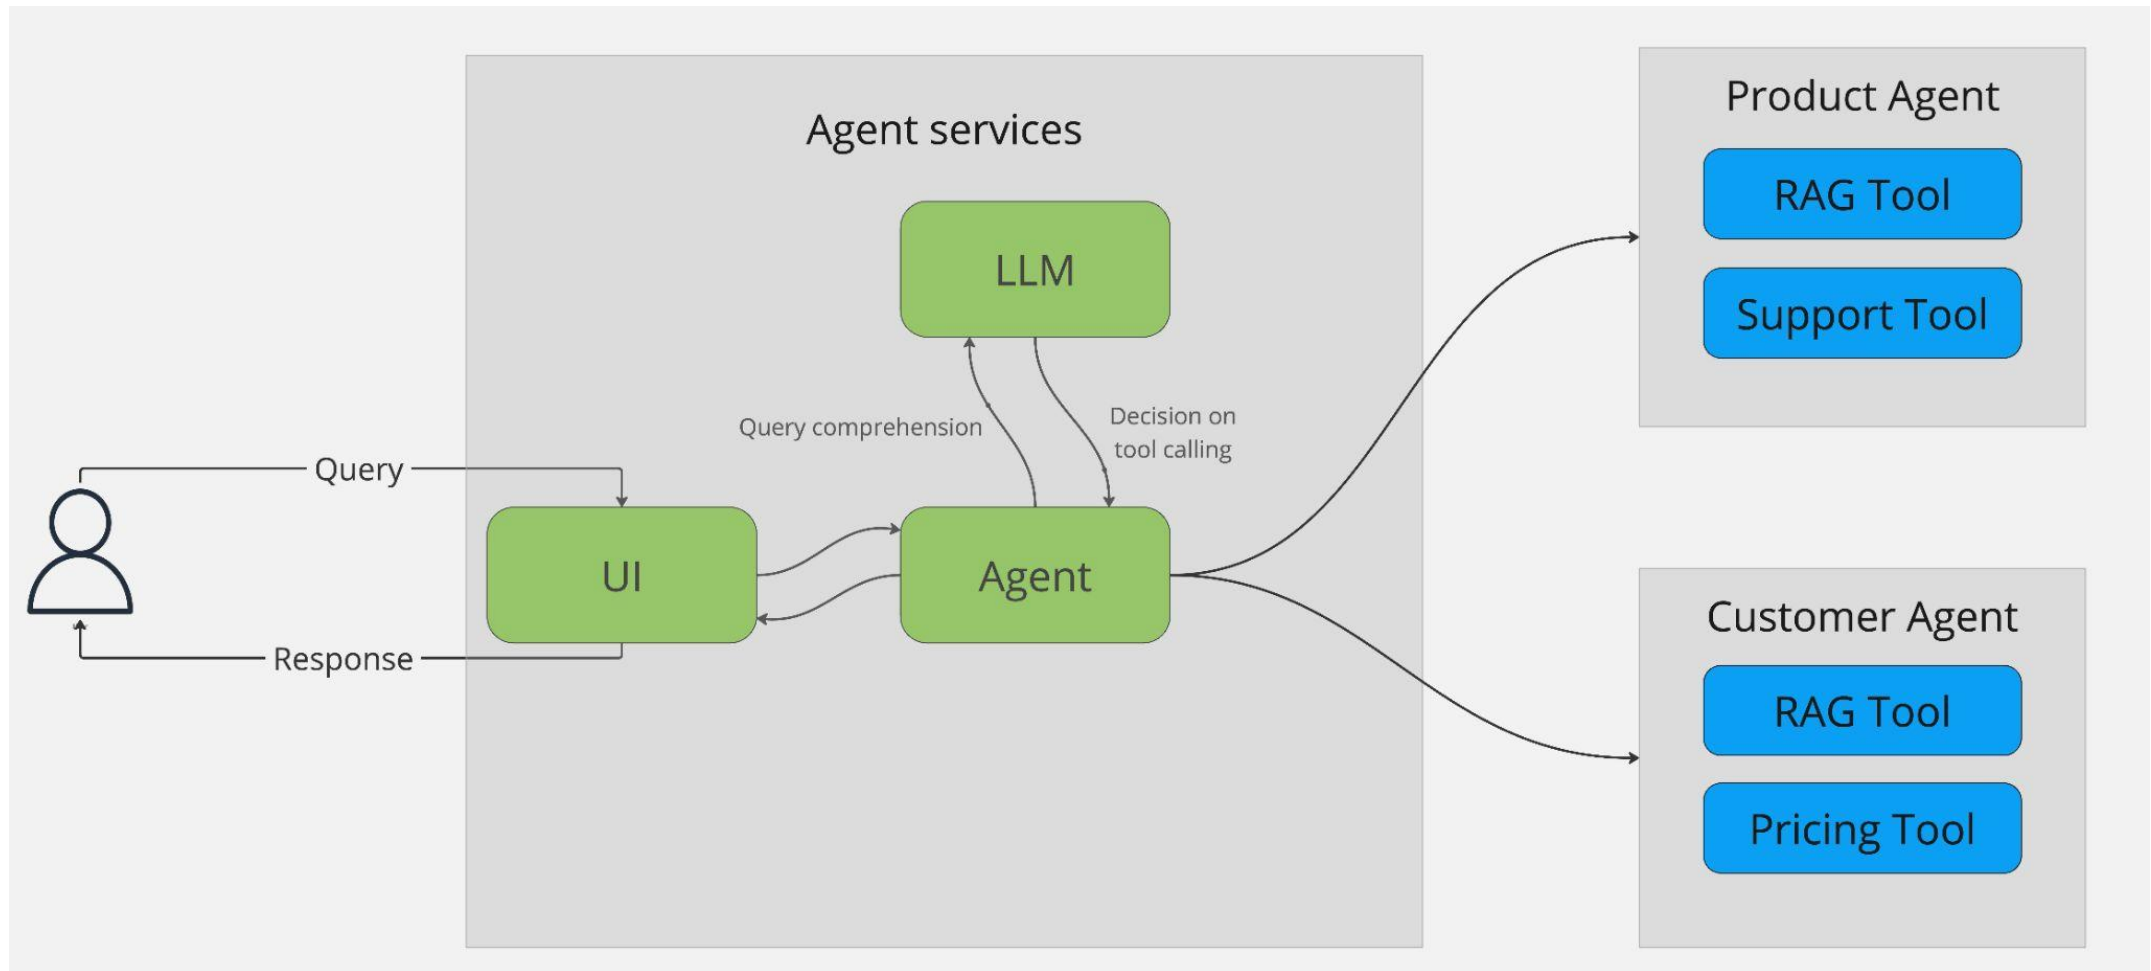 Agent services
LLM
Query comprehension
Decision on
tool calling
Query
UI
Agent
Response
Product Agent
RAG Tool
Support Tool
Customer Agent
RAG Tool
Pricing Tool